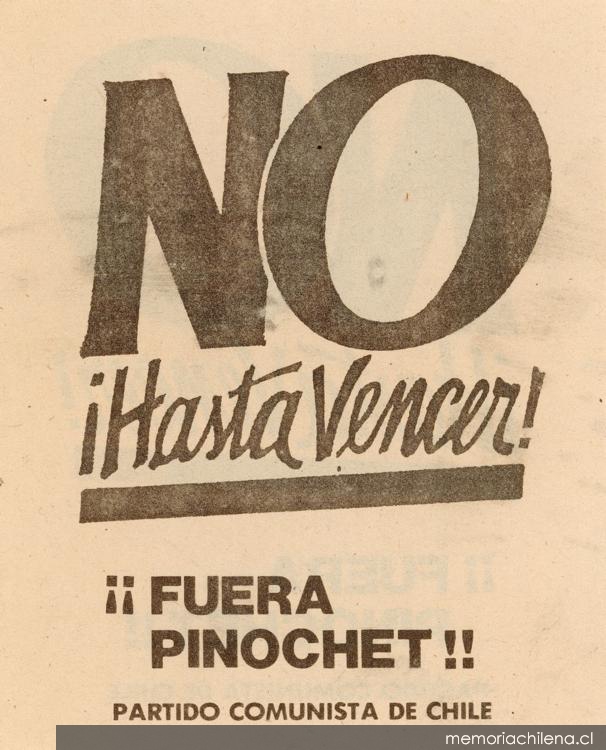 NO
¡Hasta Vencer!
¡¡ FUERA
PINOCHET !!
PARTIDO COMUNISTA DE CHILE
memoriachilena.cl